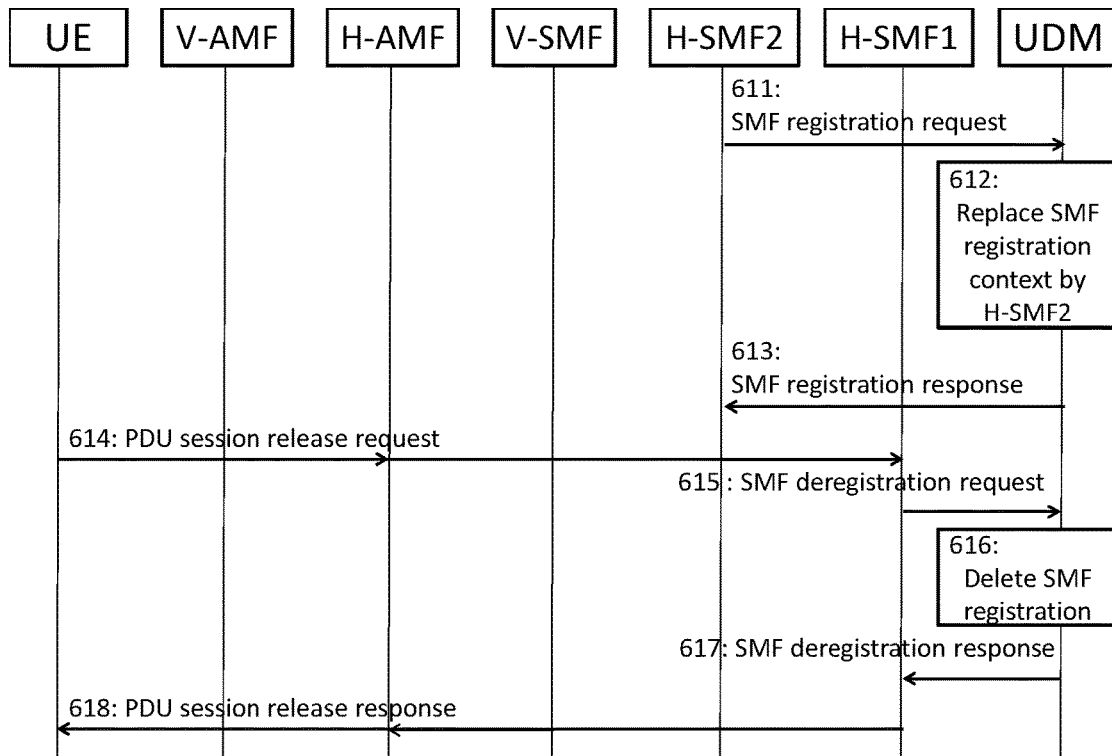 UE
V-AMF
H-AMF
V-SMF
H-SMF2
H-SMF1
UDM
611:
SMF registration request
612:
Replace SMF
registration
context by
H-SMF2
613:
SMF registration response
614: PDU session release request
615 : SMF deregistration request
616:
Delete SMF
registration
617: SMF deregistration response
618: PDU session release response